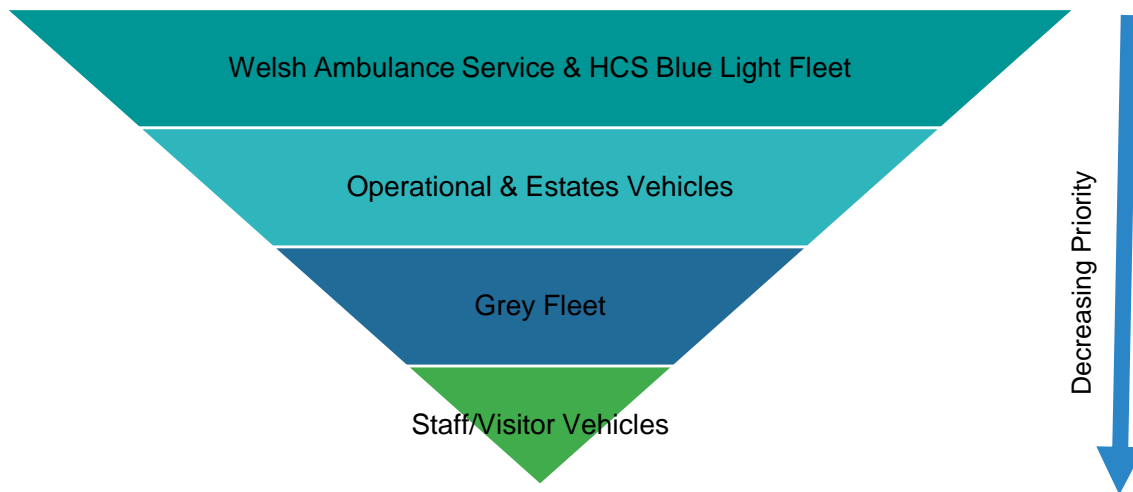 Welsh Ambulance Service & HCS Blue Light Fleet
Operational & Estates Vehicles
Grey Fleet
Staff/Visitor Vehicles
Decreasing Priority